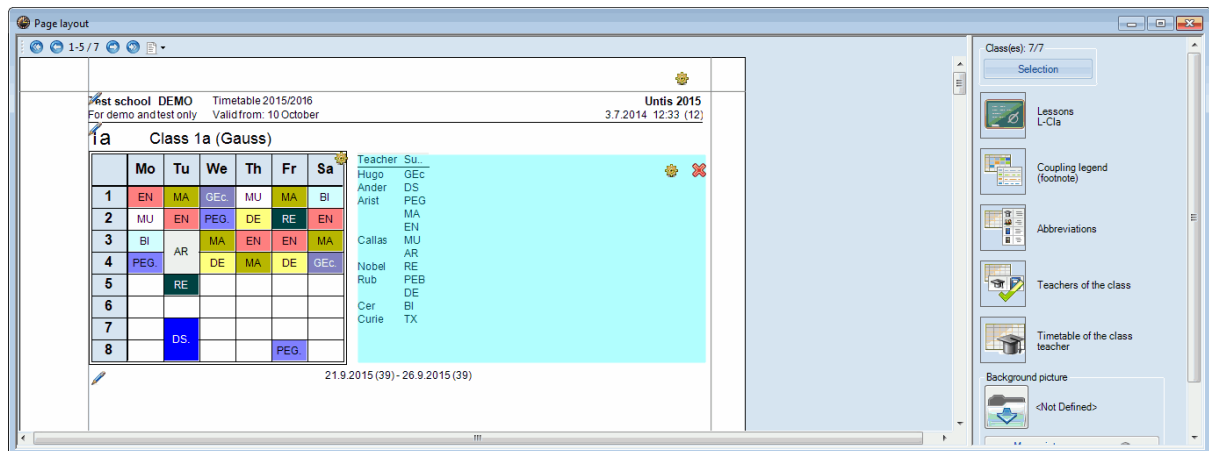 Page layout
1-5 / 7
Test school DEMO Timetable 2015/2016 Untis 2015
For demo and test only Valid from: 10 October 3.7.2014 12:33 (12)
1a Class 1a (Gauss)
Mo Tu We Th Fr Sa
1 EN MA GEc. MU MA BI
2 MU EN PEG. DE RE EN
3 BI AR MA EN EN MA
4 PEG. DE MA DE GEc.
5 RE
6
7 DS.
8 PEG.
Teacher Su..
Hugo GEc
Ander DS
Arist PEG
MA
EN
Callas MU
AR
Nobel RE
Rub PEB
DE
Cer BI
Curie TX
21.9.2015 (39) - 26.9.2015 (39)
Class(es): 7/7
Selection
Lessons
L-Cla
Coupling legend
(footnote)
Abbreviations
Teachers of the class
Timetable of the class
teacher
Background picture
<Not Defined>